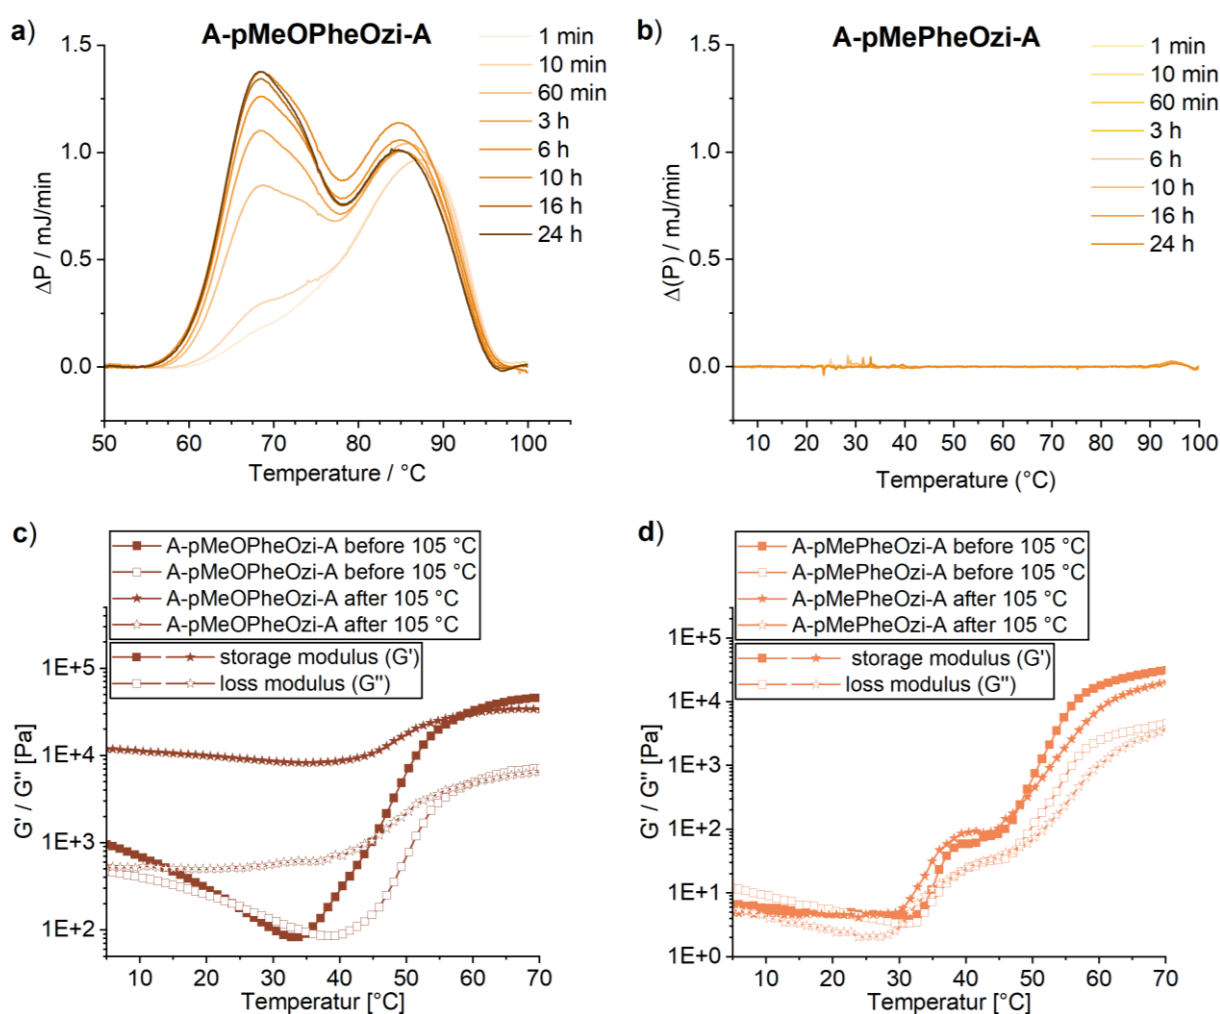 a)
A-pMeOPheOzi-A
1.5
1.0
0.5
0.0
ΔP / mJ/min
1 min
10 min
60 min
3 h
6 h
10 h
16 h
24 h
50 60 70 80 90 100
Temperature / °C
b)
A-pMePheOzi-A
1.5
1.0
0.5
0.0
Δ(P) / mJ/min
1 min
10 min
60 min
3 h
6 h
10 h
16 h
24 h
10 20 30 40 50 60 70 80 90 100
Temperature (°C)
c)
A-pMeOPheOzi-A before 105 °C
A-pMeOPheOzi-A before 105 °C
A-pMeOPheOzi-A after 105 °C
A-pMeOPheOzi-A after 105 °C
storage modulus (G')
loss modulus (G'')
1E+5
1E+4
1E+3
1E+2
G' / G'' [Pa]
10 20 30 40 50 60 70
Temperatur [°C]
d)
A-pMePheOzi-A before 105 °C
A-pMePheOzi-A before 105 °C
A-pMePheOzi-A after 105 °C
A-pMePheOzi-A after 105 °C
storage modulus (G')
loss modulus (G'')
1E+5
1E+4
1E+3
1E+2
1E+1
1E+0
G' / G'' [Pa]
10 20 30 40 50 60 70
Temperatur [°C]